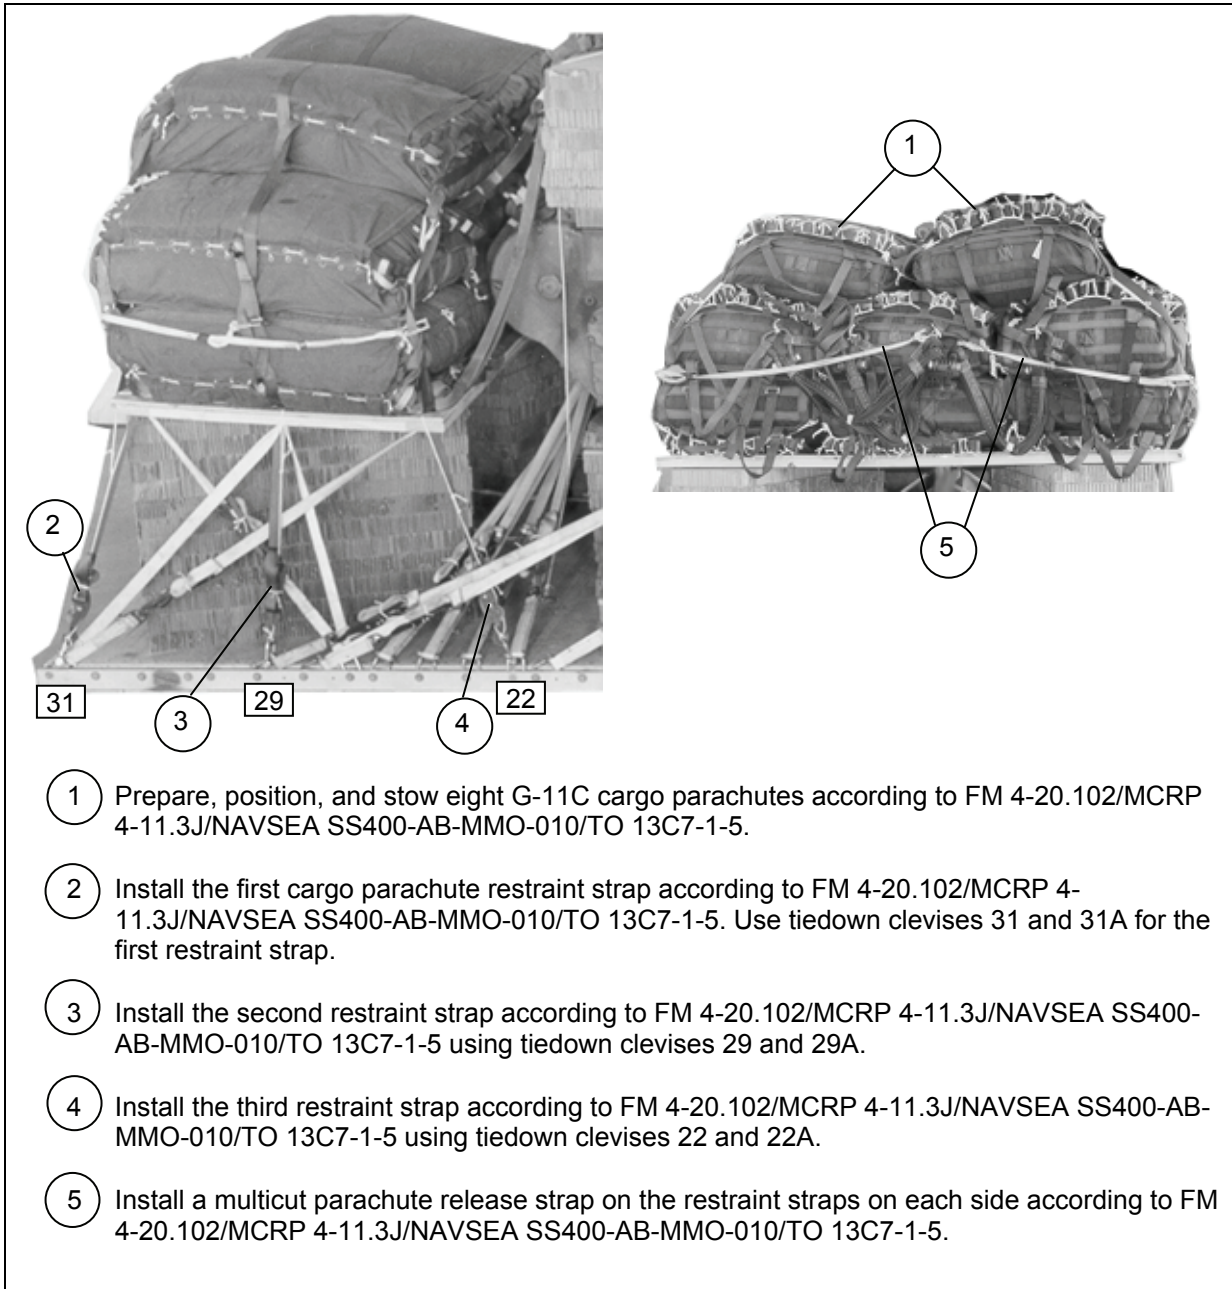 1
5
2
3
4
31
29
22
1 Prepare, position, and stow eight G-11C cargo parachutes according to FM 4-20.102/MCRP
4-11.3J/NAVSEA SS400-AB-MMO-010/TO 13C7-1-5.
2 Install the first cargo parachute restraint strap according to FM 4-20.102/MCRP 4-
11.3J/NAVSEA SS400-AB-MMO-010/TO 13C7-1-5. Use tiedown clevises 31 and 31A for the
first restraint strap.
3 Install the second restraint strap according to FM 4-20.102/MCRP 4-11.3J/NAVSEA SS400-
AB-MMO-010/TO 13C7-1-5 using tiedown clevises 29 and 29A.
4 Install the third restraint strap according to FM 4-20.102/MCRP 4-11.3J/NAVSEA SS400-AB-
MMO-010/TO 13C7-1-5 using tiedown clevises 22 and 22A.
5 Install a multicut parachute release strap on the restraint straps on each side according to FM
4-20.102/MCRP 4-11.3J/NAVSEA SS400-AB-MMO-010/TO 13C7-1-5.